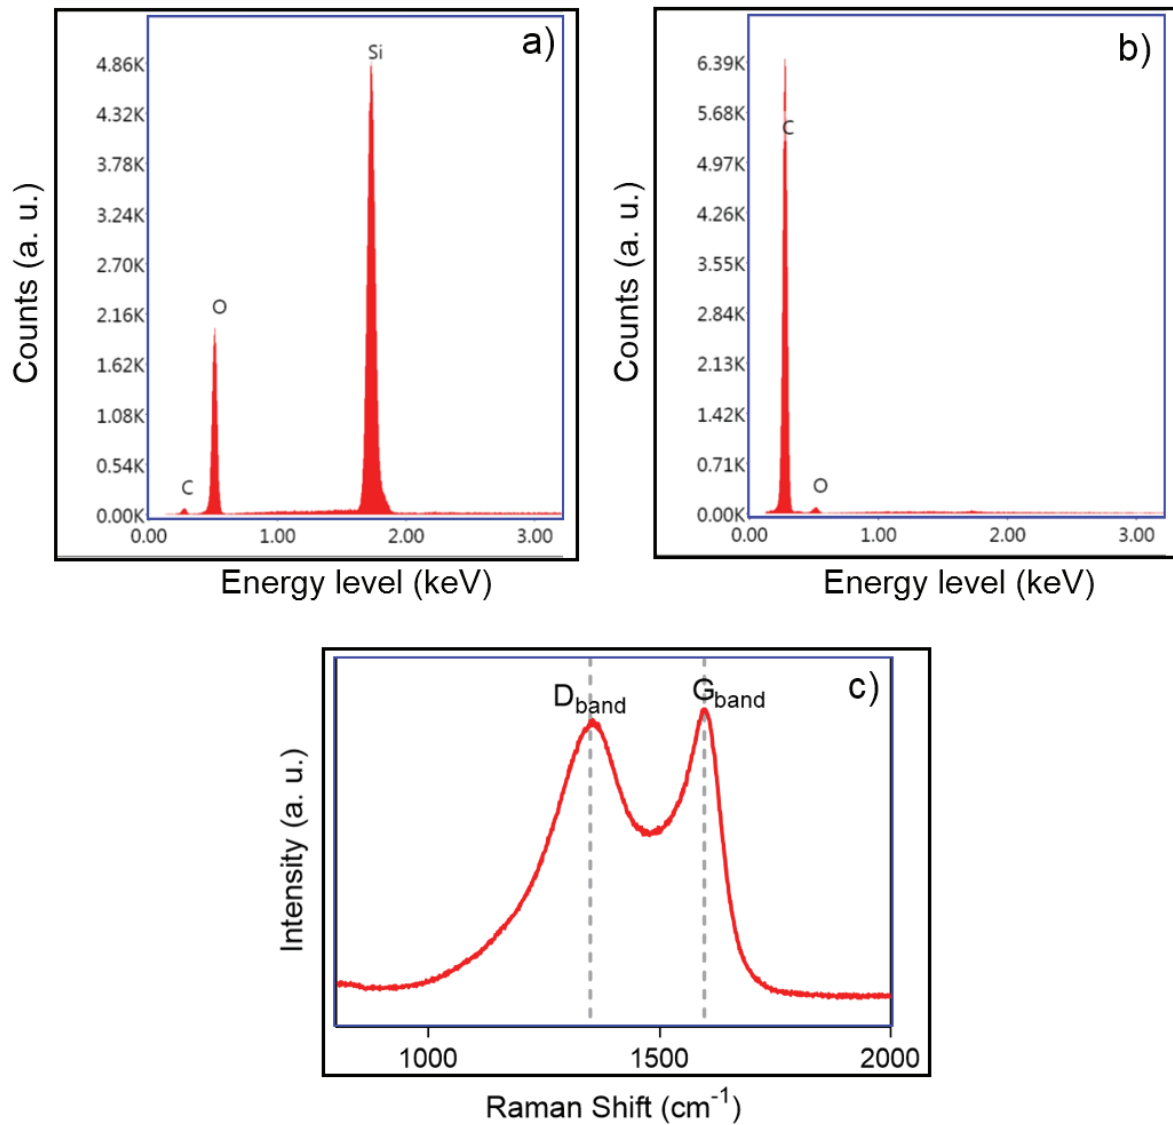 a)
Si
4.86K
4.32K
3.78K
3.24K
2.70K
O
2.16K
1.62K
1.08K
0.54K
C
0.00K
0.00 1.00 2.00 3.00
Counts (a. u.)
Energy level (keV)
b)
6.39K
C
5.68K
4.97K
4.26K
3.55K
2.84K
2.13K
1.42K
0.71K
O
0.00K
0.00 1.00 2.00 3.00
Counts (a. u.)
Energy level (keV)
c)
Dband Gband
Intensity (a. u.)
1000 1500 2000
Raman Shift (cm-1)